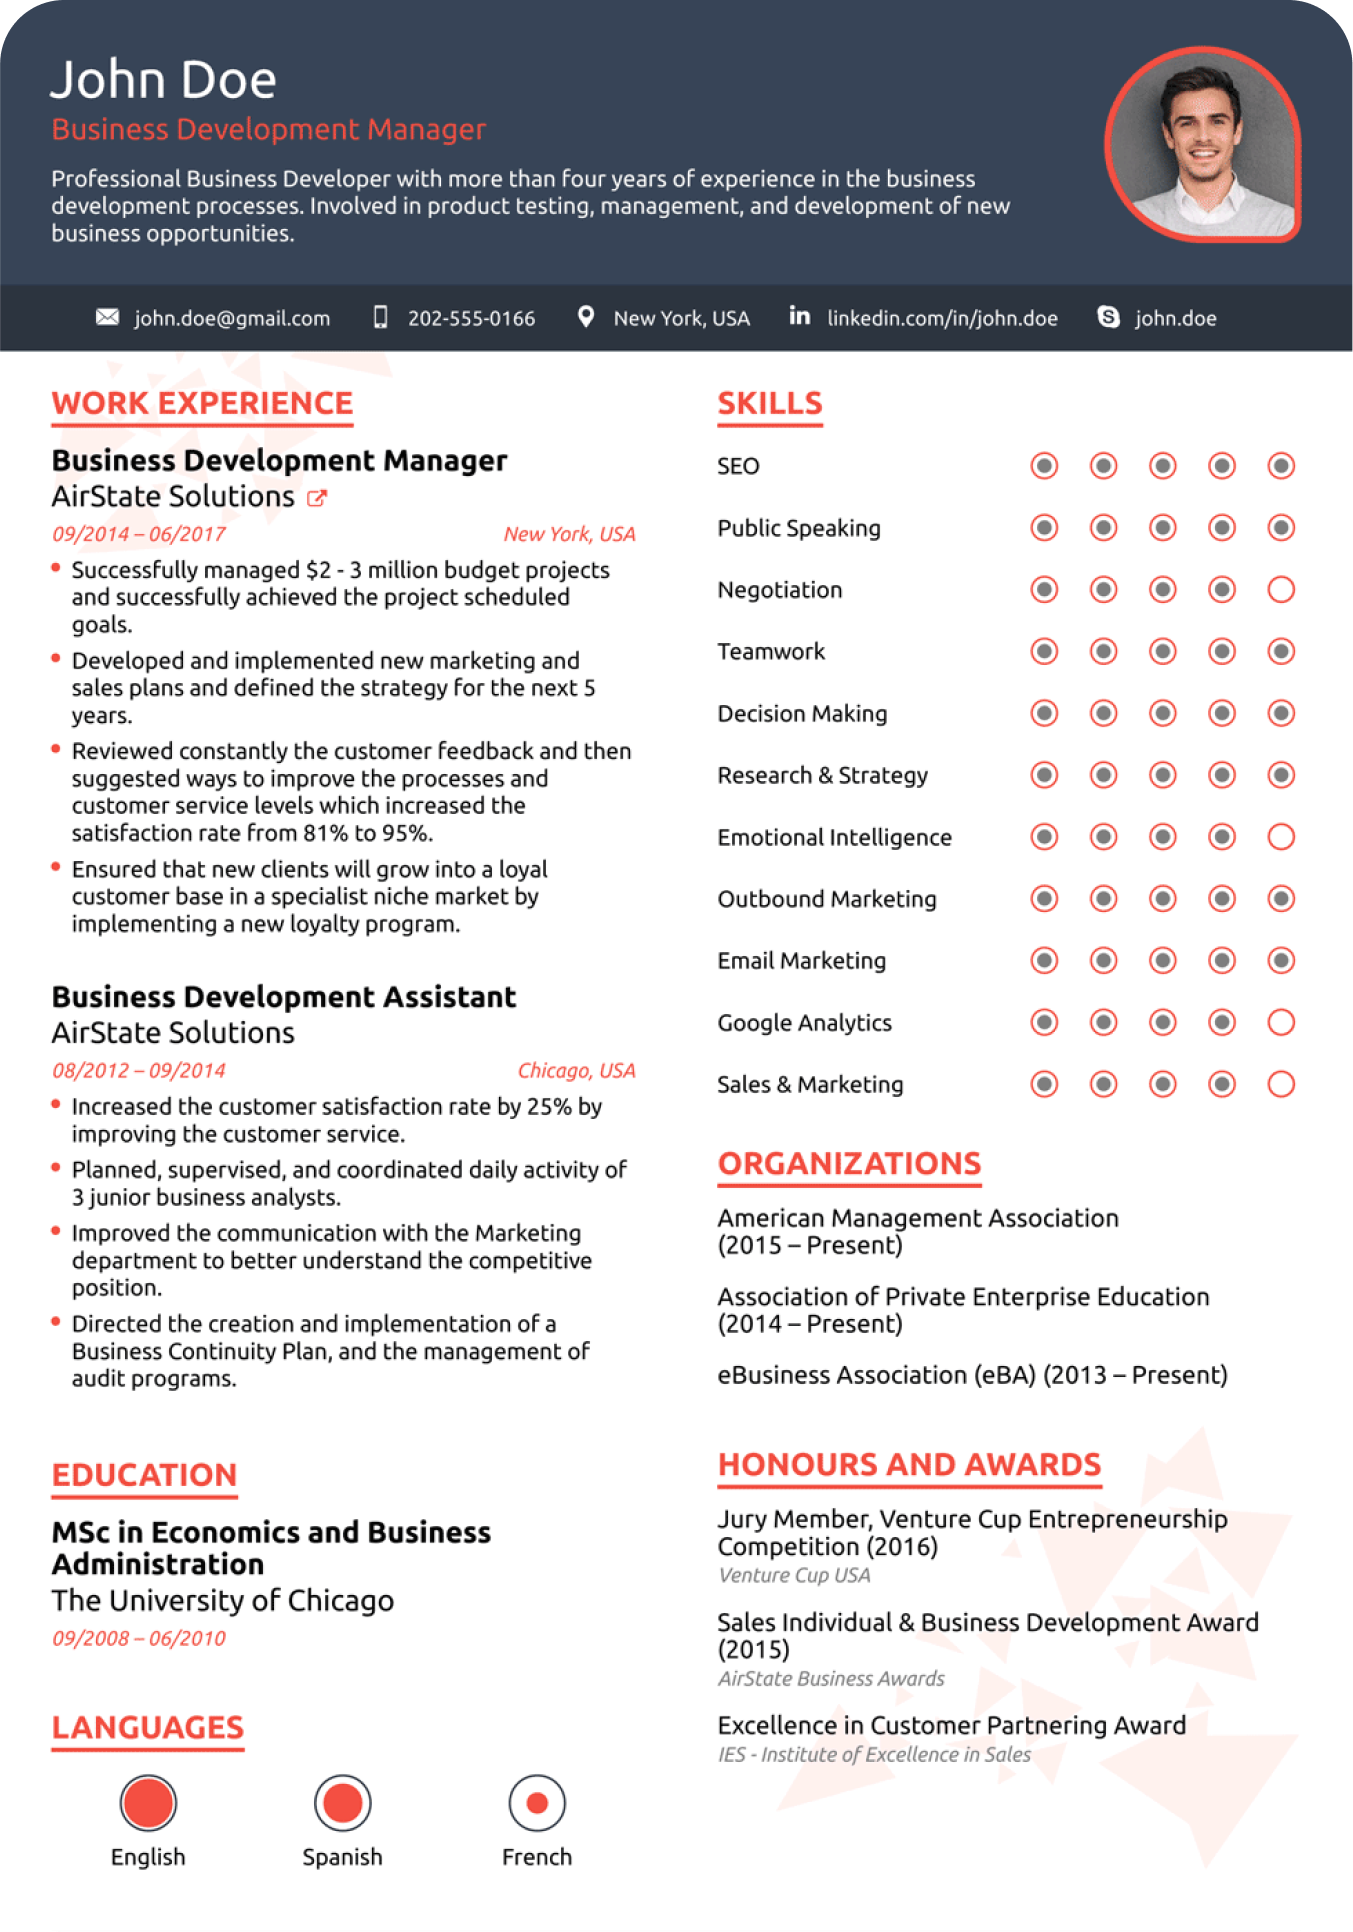 John Doe
Business Development Manager
Professional Business Developer with more than four years of experience in the business
development processes. Involved in product testing, management, and development of new
business opportunities.
john.doe@gmail.com 202-555-0166 New York, USA linkedin.com/in/john.doe john.doe
WORK EXPERIENCE
Business Development Manager
AirState Solutions
09/2014 – 06/2017 New York, USA
Successfully managed $2 - 3 million budget projects
and successfully achieved the project scheduled
goals.
Developed and implemented new marketing and
sales plans and defined the strategy for the next 5
years.
Reviewed constantly the customer feedback and then
suggested ways to improve the processes and
customer service levels which increased the
satisfaction rate from 81% to 95%.
Ensured that new clients will grow into a loyal
customer base in a specialist niche market by
implementing a new loyalty program.
Business Development Assistant
AirState Solutions
08/2012 – 09/2014 Chicago, USA
Increased the customer satisfaction rate by 25% by
improving the customer service.
Planned, supervised, and coordinated daily activity of
3 junior business analysts.
Improved the communication with the Marketing
department to better understand the competitive
position.
Directed the creation and implementation of a
Business Continuity Plan, and the management of
audit programs.
EDUCATION
MSc in Economics and Business
Administration
The University of Chicago
09/2008 – 06/2010
LANGUAGES
English Spanish French
SKILLS
SEO
Public Speaking
Negotiation
Teamwork
Decision Making
Research & Strategy
Emotional Intelligence
Outbound Marketing
Email Marketing
Google Analytics
Sales & Marketing
ORGANIZATIONS
American Management Association
(2015 – Present)
Association of Private Enterprise Education
(2014 – Present)
eBusiness Association (eBA) (2013 – Present)
HONOURS AND AWARDS
Jury Member, Venture Cup Entrepreneurship
Competition (2016)
Venture Cup USA
Sales Individual & Business Development Award
(2015)
AirState Business Awards
Excellence in Customer Partnering Award
IES - Institute of Excellence in Sales